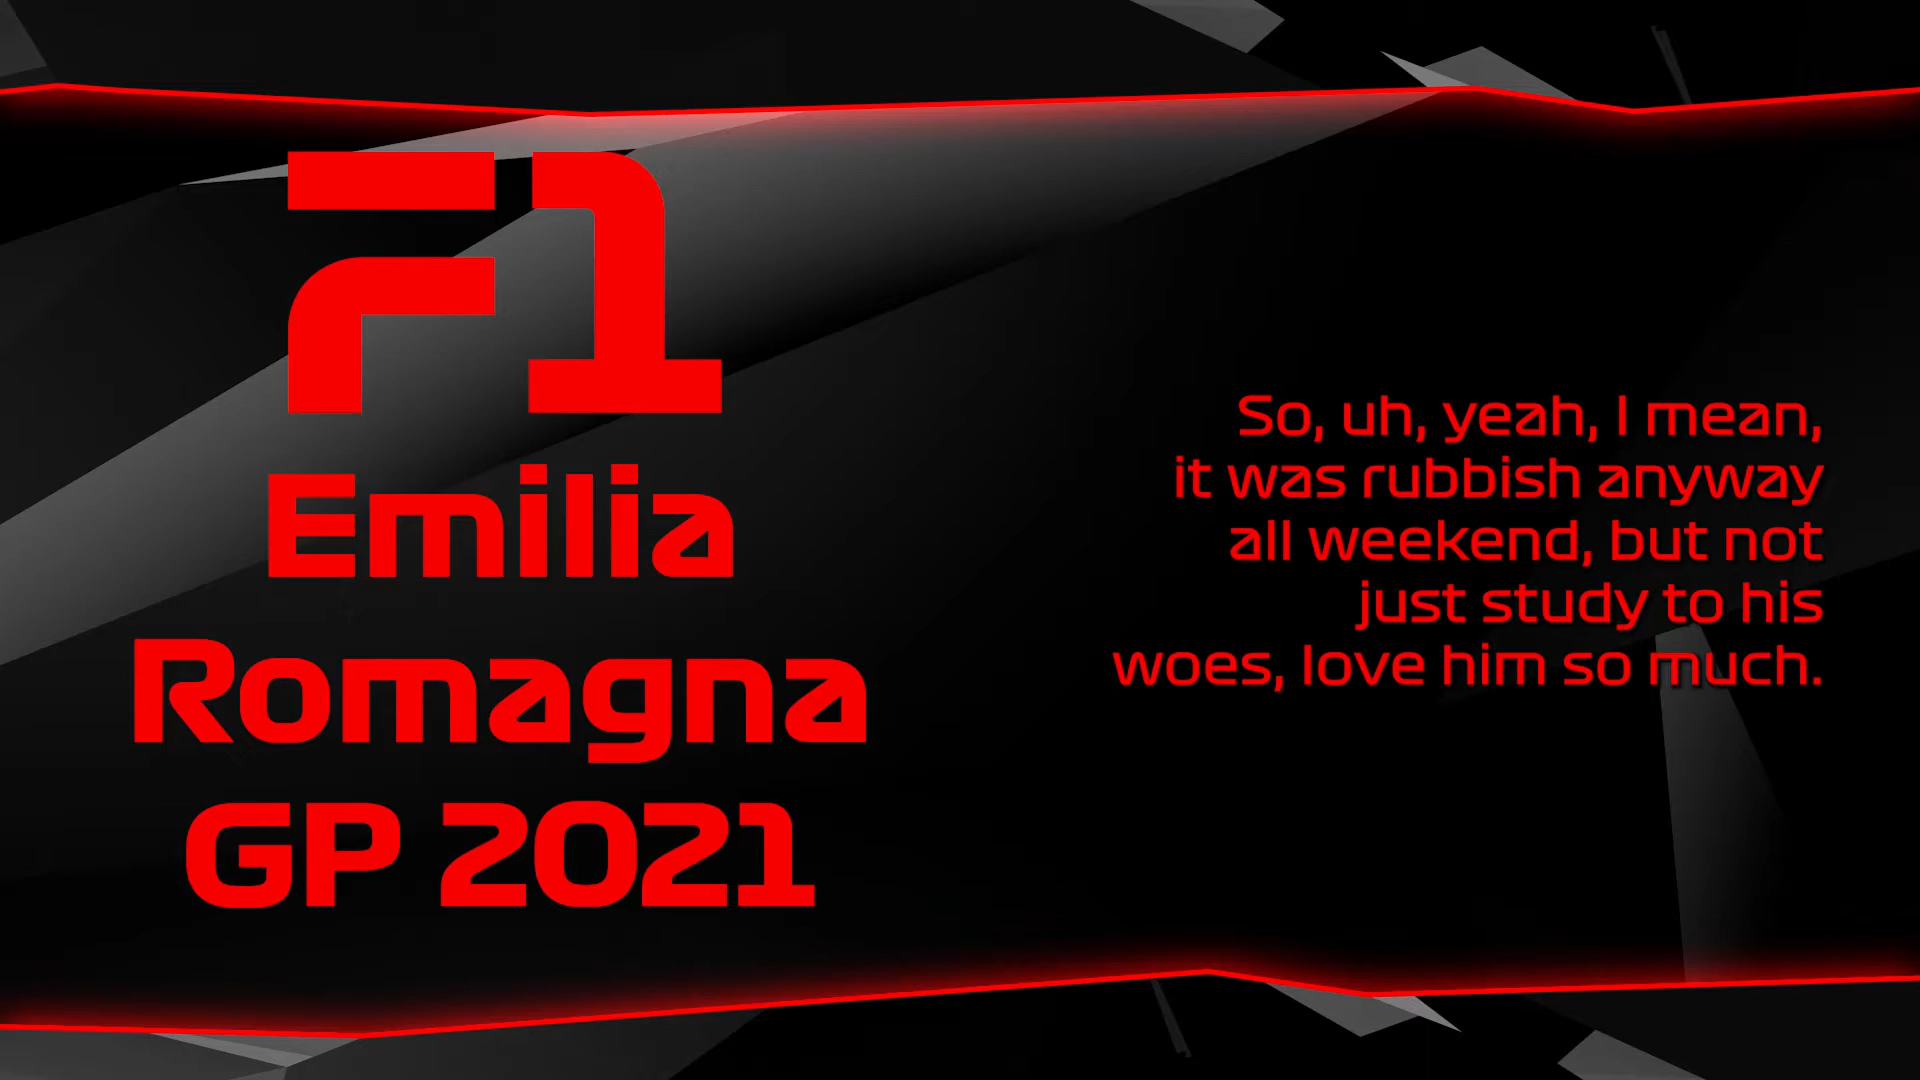 F1
Emilia
Romagna
GP 2021
So, uh, yeah, I mean,
it was rubbish anyway
all weekend, but not
just study to his
woes, love him so much.